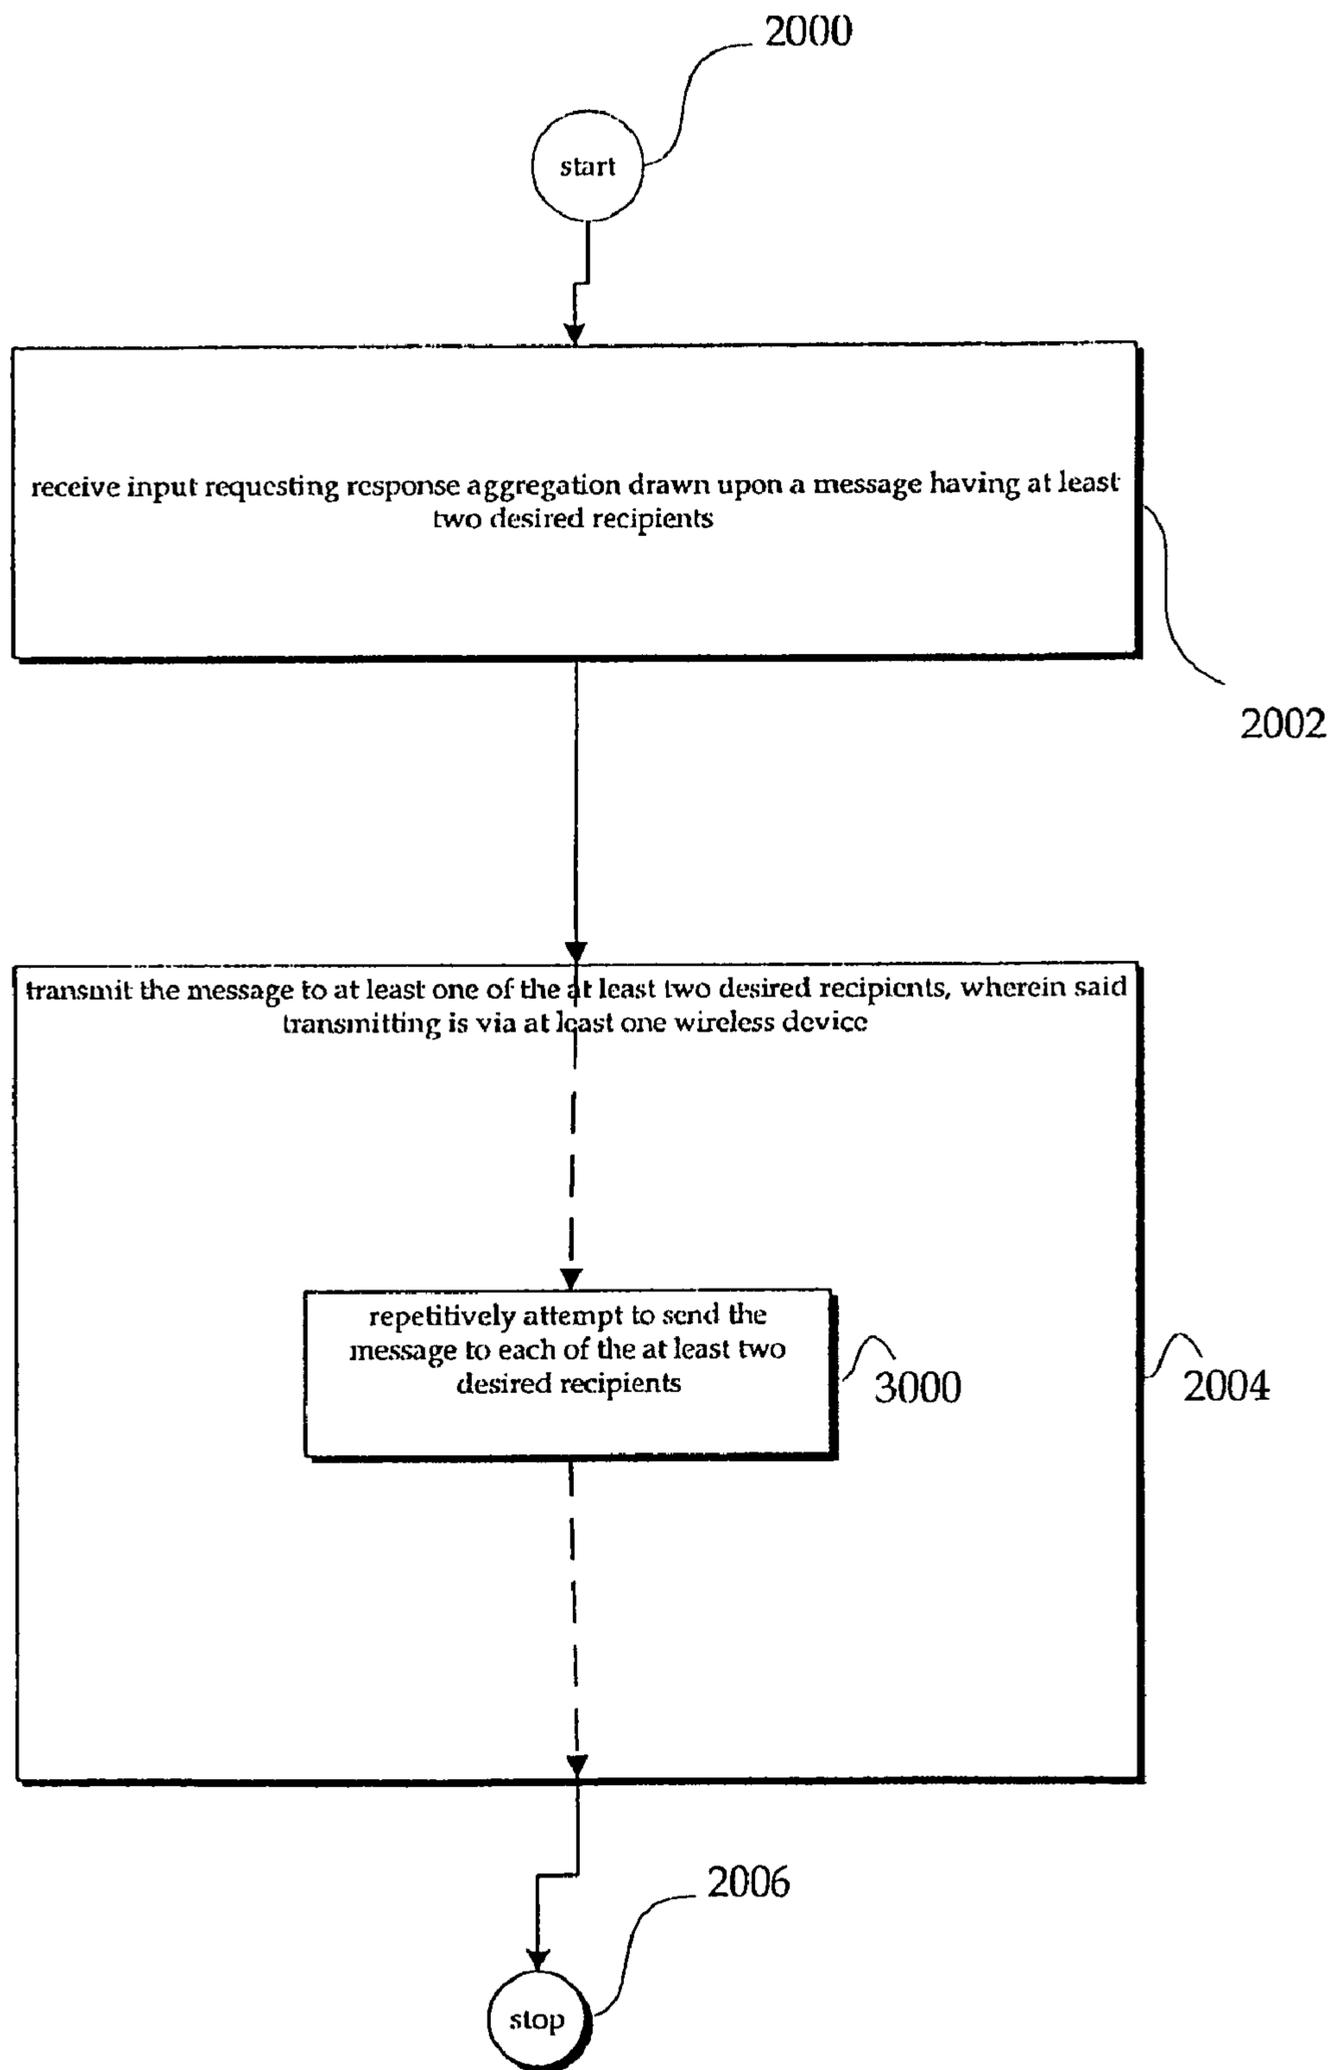 2000
start
receive input requesting response aggregation drawn upon a message having at least
two desired recipients
2002
transmit the message to at least one of the at least two desired recipients, wherein said
transmitting is via at least one wireless device
repetitively attempt to send the
message to each of the at least two
desired recipients
3000
2004
2006
stop